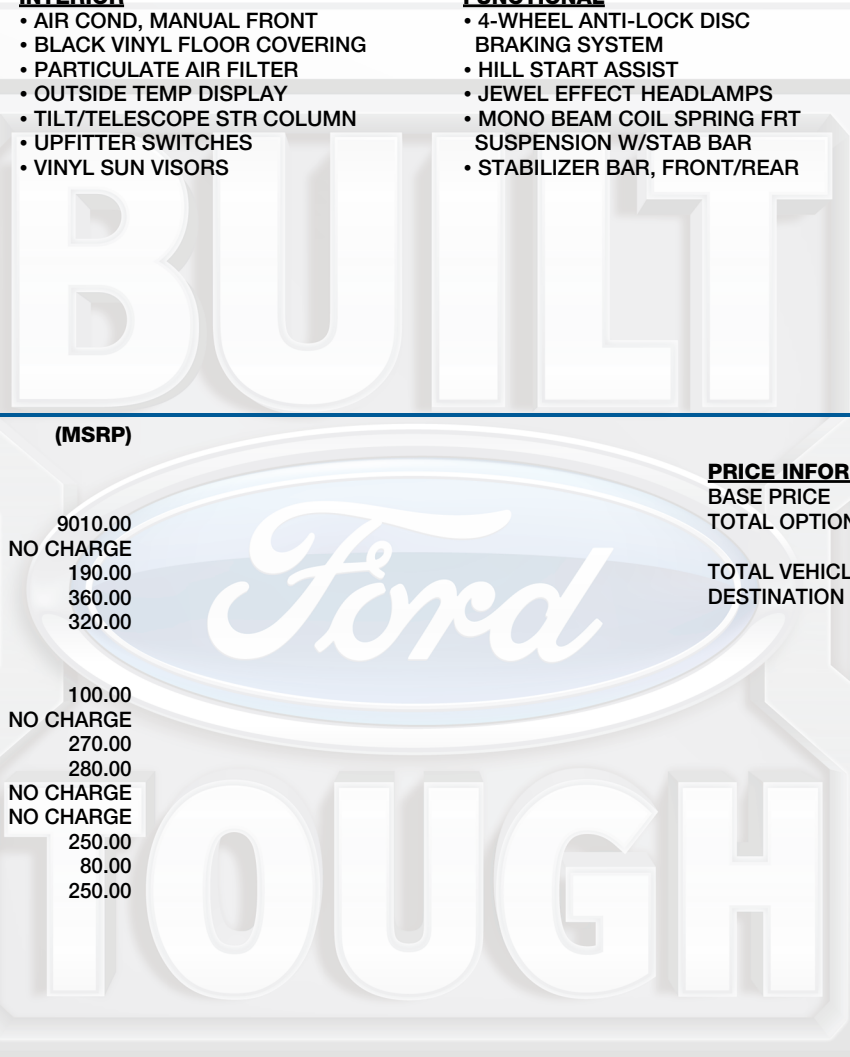 INTERIOR
• AIR COND, MANUAL FRONT
• BLACK VINYL FLOOR COVERING
• PARTICULATE AIR FILTER
• OUTSIDE TEMP DISPLAY
• TILT/TELESCOPE STR COLUMN
• UPFITTER SWITCHES
• VINYL SUN VISORS
FUNCTIONAL
• 4-WHEEL ANTI-LOCK DISC
BRAKING SYSTEM
• HILL START ASSIST
• JEWEL EFFECT HEADLAMPS
• MONO BEAM COIL SPRING FRT
SUSPENSION W/STAB BAR
• STABILIZER BAR, FRONT/REAR
BUILT
(MSRP)
9010.00
NO CHARGE
190.00
360.00
320.00
100.00
NO CHARGE
270.00
280.00
NO CHARGE
NO CHARGE
250.00
80.00
250.00
Ford
TOUGH
PRICE INFOR
BASE PRICE
TOTAL OPTION
TOTAL VEHICL
DESTINATION